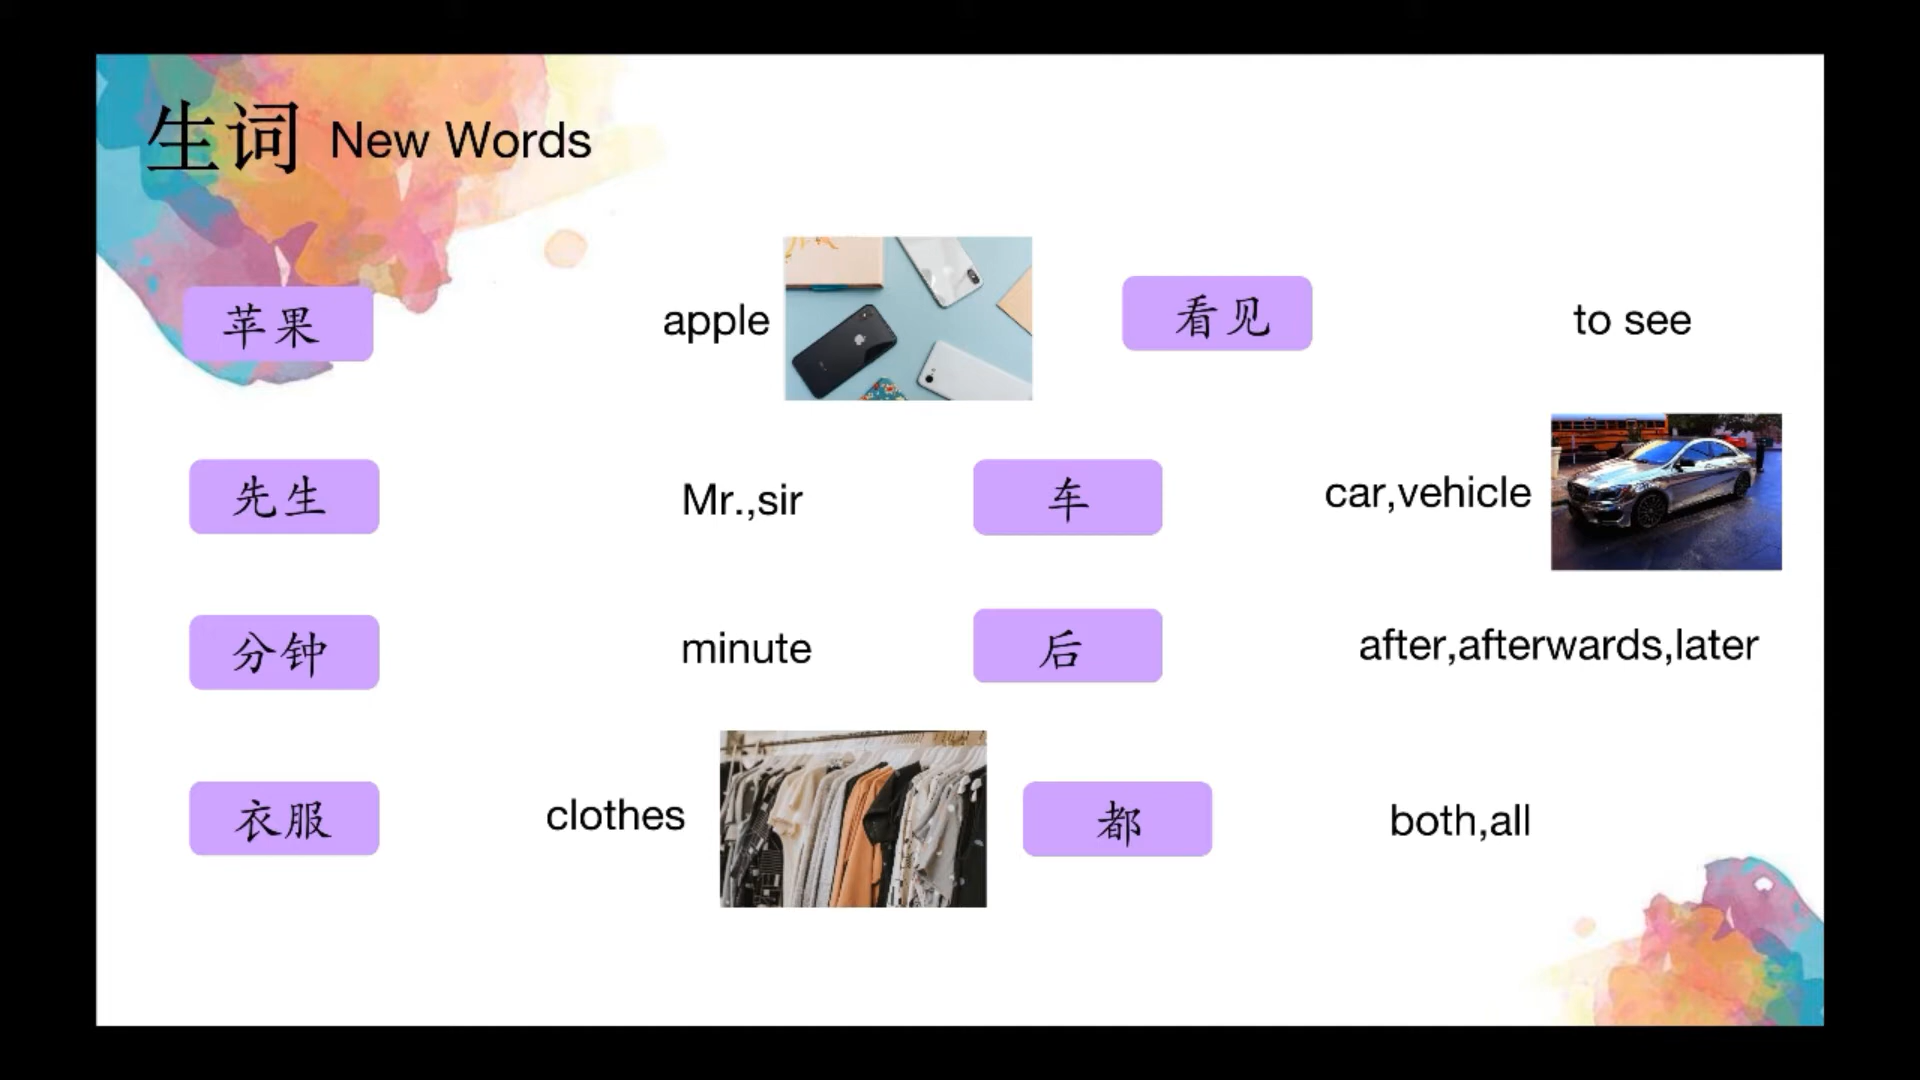 生词 New Words
苹果 apple 看见 to see
先生 Mr.,sir 车 car,vehicle
分钟 minute 后 after,afterwards,later
衣服 clothes 都 both,all